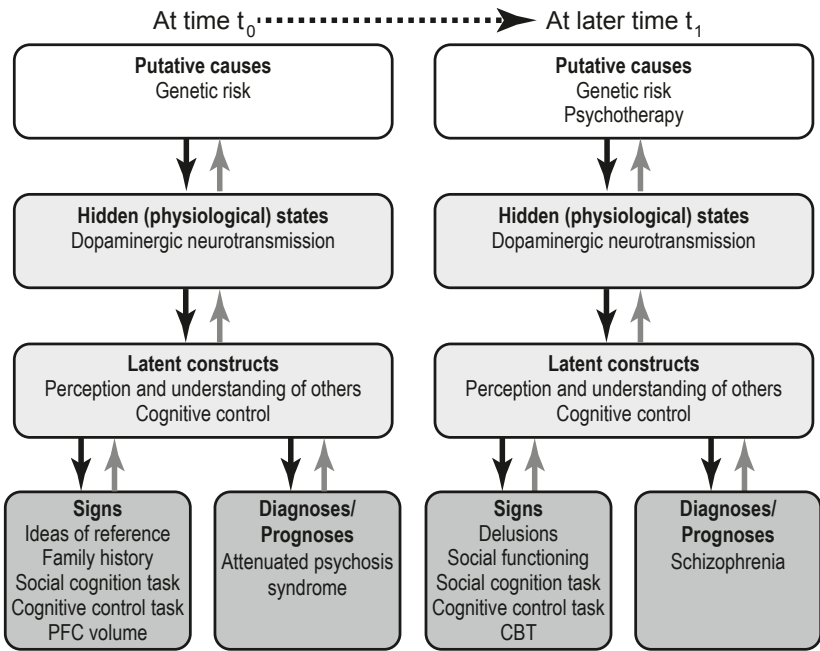 At time t0
At later time t1
Putative causes
Genetic risk
Hidden (physiological) states
Dopaminergic neurotransmission
Latent constructs
Perception and understanding of others
Cognitive control
Signs
Ideas of reference
Family history
Social cognition task
Cognitive control task
PFC volume
Diagnoses/
Prognoses
Attenuated psychosis
syndrome
Putative causes
Genetic risk
Psychotherapy
Hidden (physiological) states
Dopaminergic neurotransmission
Latent constructs
Perception and understanding of others
Cognitive control
Signs
Delusions
Social functioning
Social cognition task
Cognitive control task
CBT
Diagnoses/
Prognoses
Schizophrenia